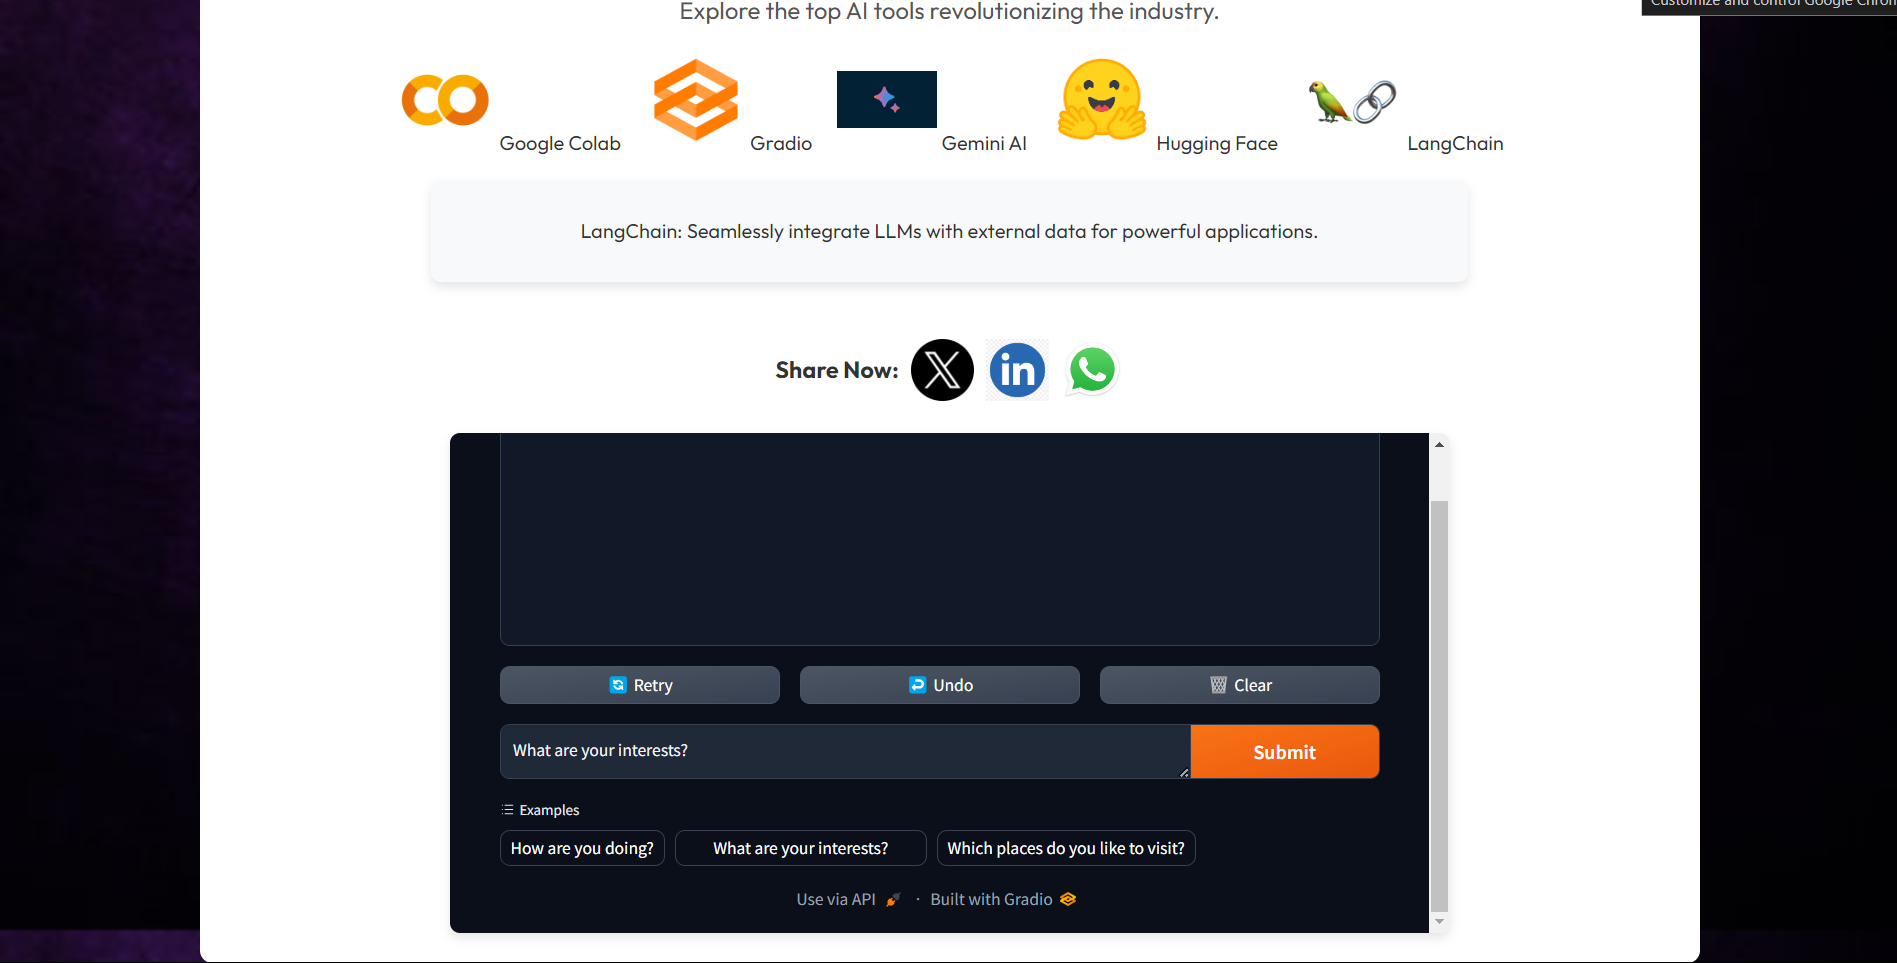 Explore the top AI tools revolutionizing the industry.
Customize and control Google
Google Colab
Gradio
Gemini AI
Hugging Face
LangChain
LangChain: Seamlessly integrate LLMs with external data for powerful applications.
Share Now:
in
Retry
Undo
Clear
What are your interests?
Submit
Examples
How are you doing?
What are your interests?
Which places do you like to visit?
Use via API · Built with Gradio